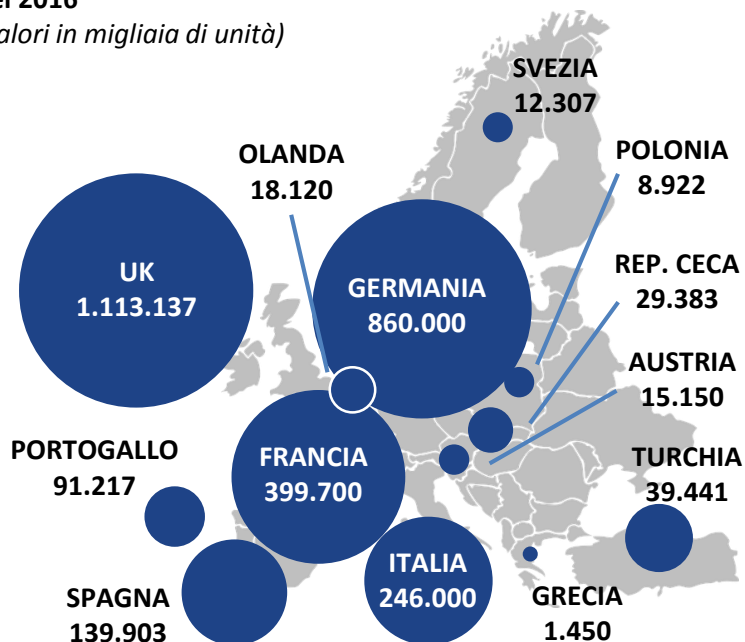 2016
alori in migliaia di unità)
SVEZIA
12.307
OLANDA
18.120
POLONIA
8.922
UK
1.113.137
GERMANIA
860.000
REP. CECA
29.383
AUSTRIA
15.150
PORTOGALLO
91.217
FRANCIA
399.700
TURCHIA
39.441
ITALIA
246.000
SPAGNA
139.903
GRECIA
1.450